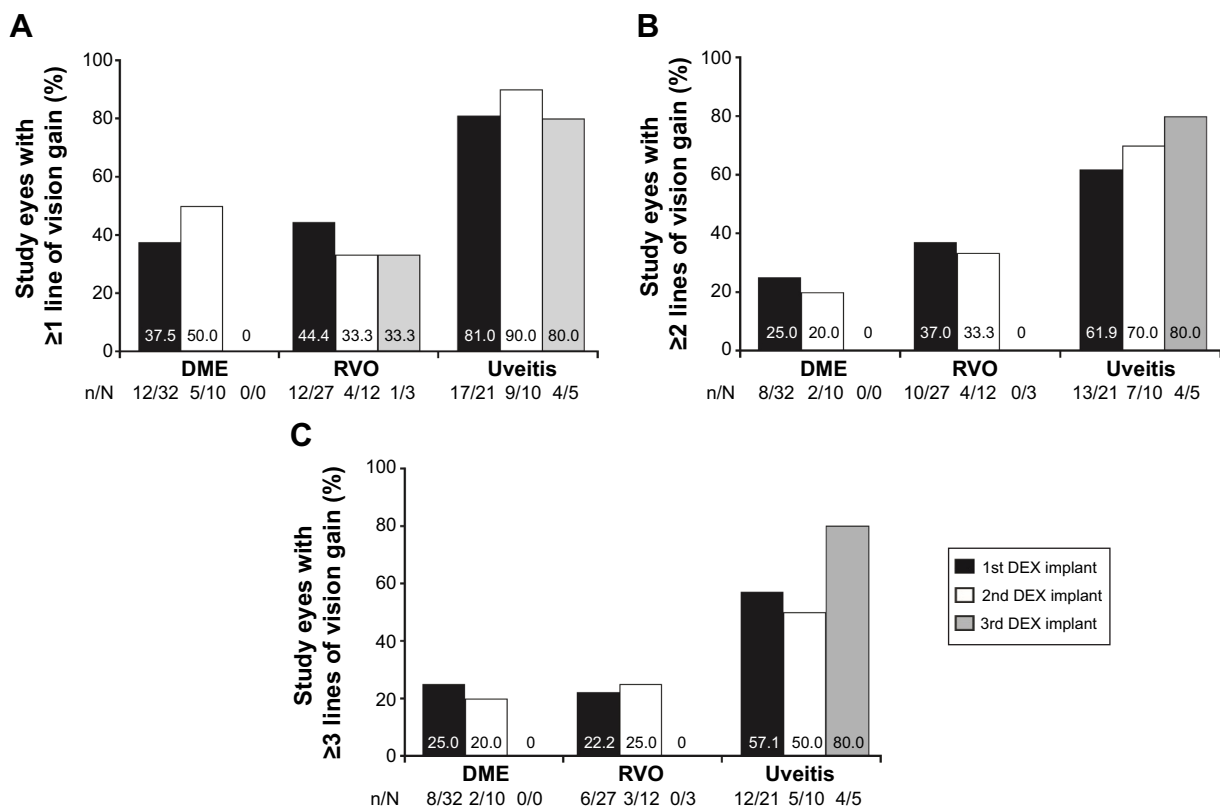 A
Study eyes with
≥1 line of vision gain (%)
100
80
60
40
20
0
37.5 50.0 0 44.4 33.3 33.3 81.0 90.0 80.0
DME RVO Uveitis
n/N 12/32 5/10 0/0 12/27 4/12 1/3 17/21 9/10 4/5
B
Study eyes with
≥2 lines of vision gain (%)
100
80
60
40
20
0
25.0 20.0 0 37.0 33.3 0 61.9 70.0 80.0
DME RVO Uveitis
n/N 8/32 2/10 0/0 10/27 4/12 0/3 13/21 7/10 4/5
C
Study eyes with
≥3 lines of vision gain (%)
100
80
60
40
20
0
25.0 20.0 0 22.2 25.0 0 57.1 50.0 80.0
DME RVO Uveitis
n/N 8/32 2/10 0/0 6/27 3/12 0/3 12/21 5/10 4/5
1st DEX implant
2nd DEX implant
3rd DEX implant